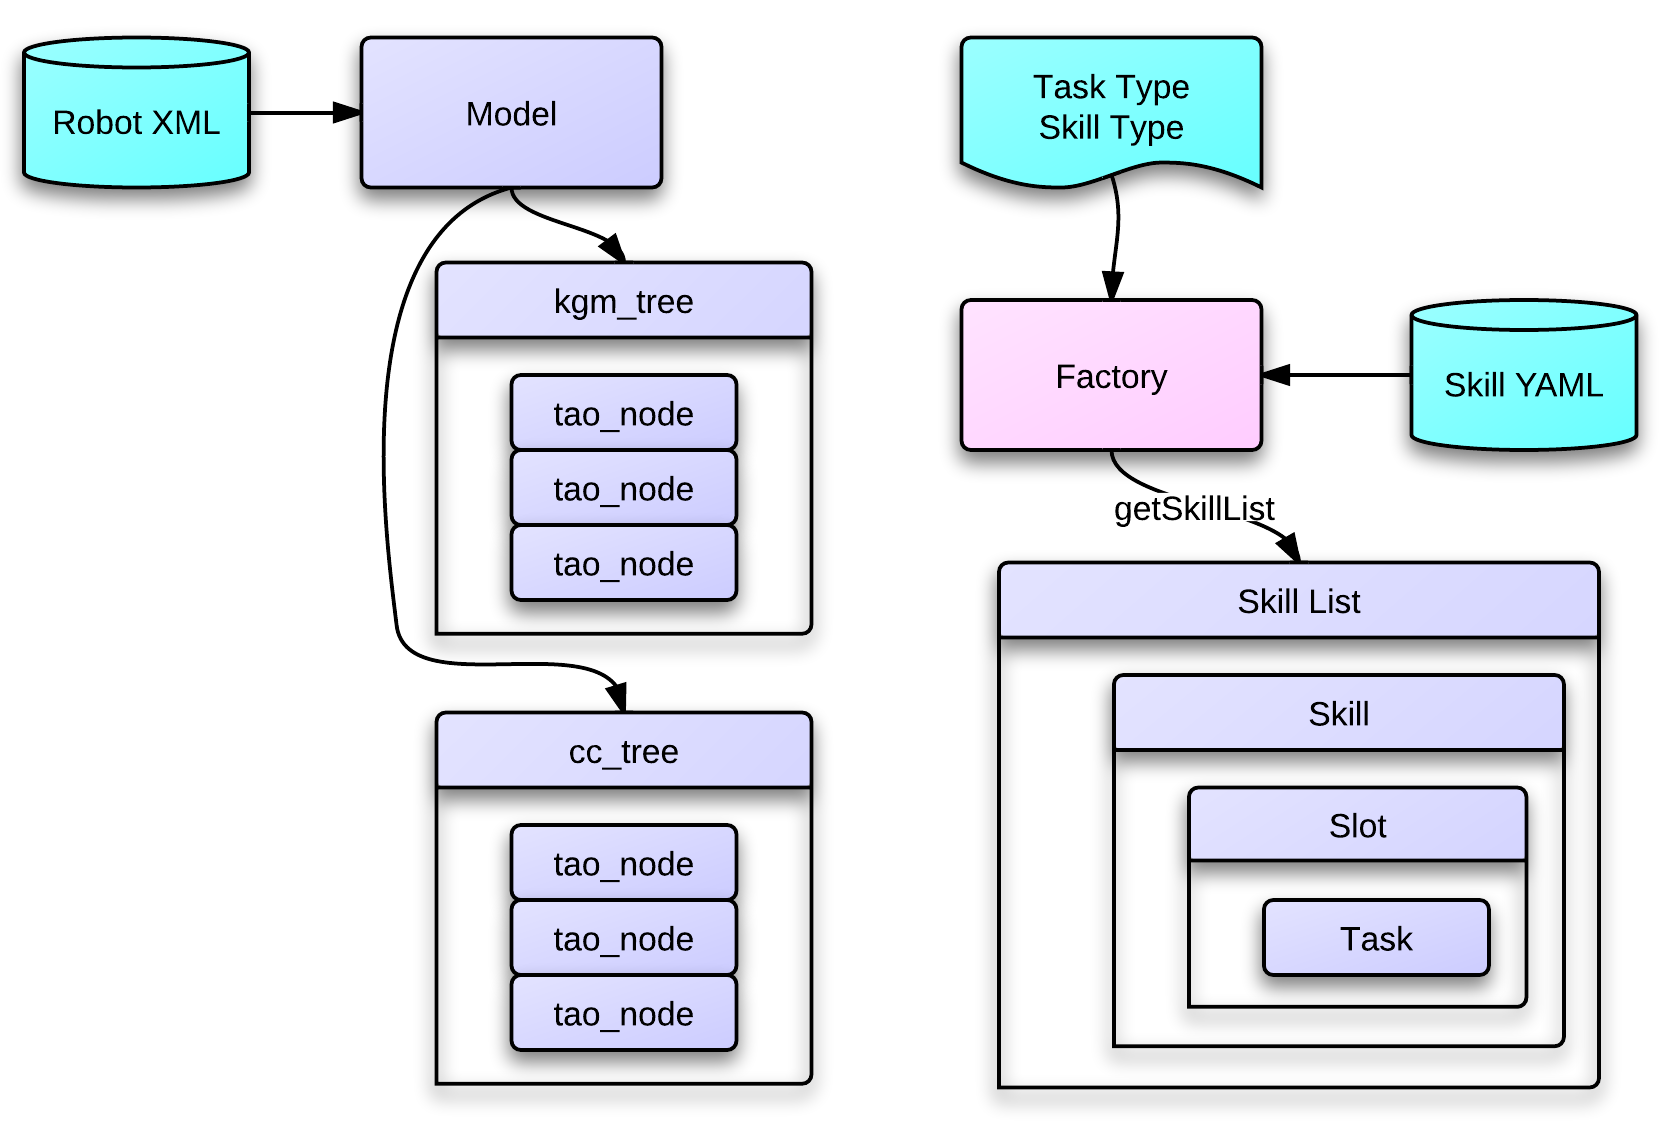 Robot XML
Model
kgm_tree
tao_node
tao_node
tao_node
cc_tree
tao_node
tao_node
tao_node
Task Type
Skill Type
Factory
Skill YAML
getSkillList
Skill List
Skill
Slot
Task